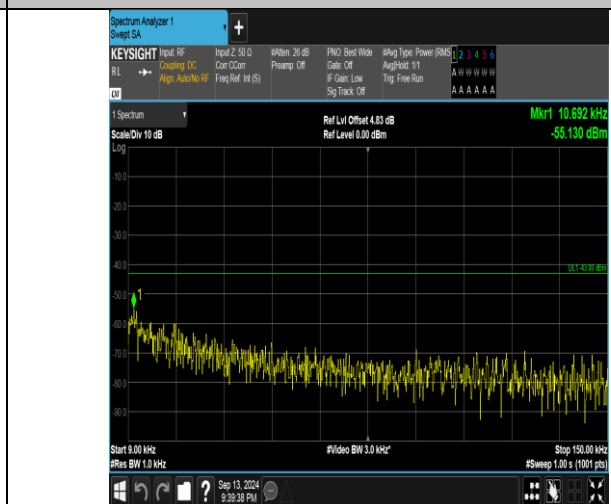 Spectrum Analyzer 1
Swept SA
+
KEYSIGHT Input: RF Input Z: 50 Ω #Atten: 26 dB PNO: Best Wide #Avg Type: Power (RMS 1 2 3 4 5 6
RL Coupling: DC Corr CCorr Preamp: Off Gate: Off Avg|Hold: 1/1 A W W W W W
Align: Auto/No RF Freq Ref: Int (S) IF Gain: Low Trig: Free Run
Sig Track: Off A A A A A A
1 Spectrum
Ref Lvl Offset 4.83 dB Mkr1 10.692 kHz
Scale/Div 10 dB Ref Level 0.00 dBm -55.130 dBm
Log
-10.0
-20.0
-30.0
-40.0
DL1 -43.00 dBm
-50.0
1
-60.0
-70.0
-80.0
-90.0
Start 9.00 kHz #Video BW 3.0 kHz* Stop 150.00 kHz
#Res BW 1.0 kHz #Sweep 1.00 s (1001 pts)
? Sep 13, 2024
9:39:38 PM